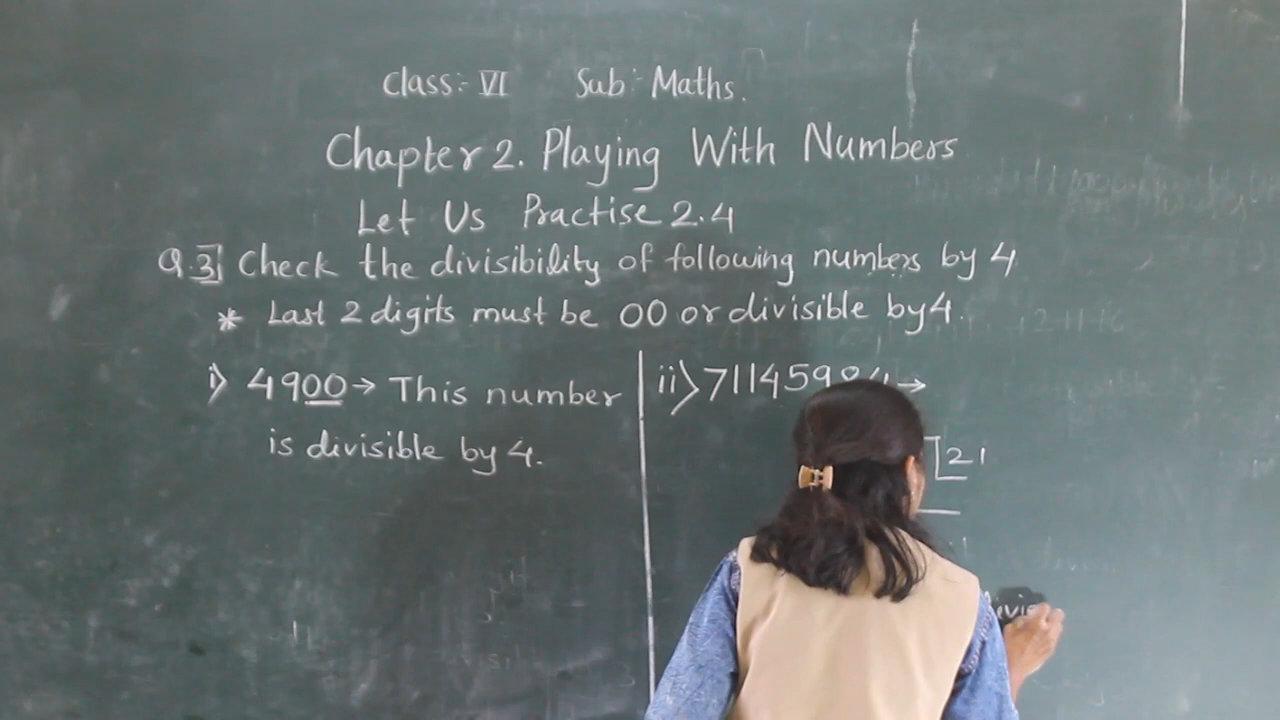 Class:- VI Sub:- Maths.
Chapter 2. Playing With Numbers
Let Us Practise 2.4
Q.3] Check the divisibility of following numbers by 4
* Last 2 digits must be 00 or divisible by 4.
i) 4900 → This number
is divisible by 4.
ii) 71145984 →
21